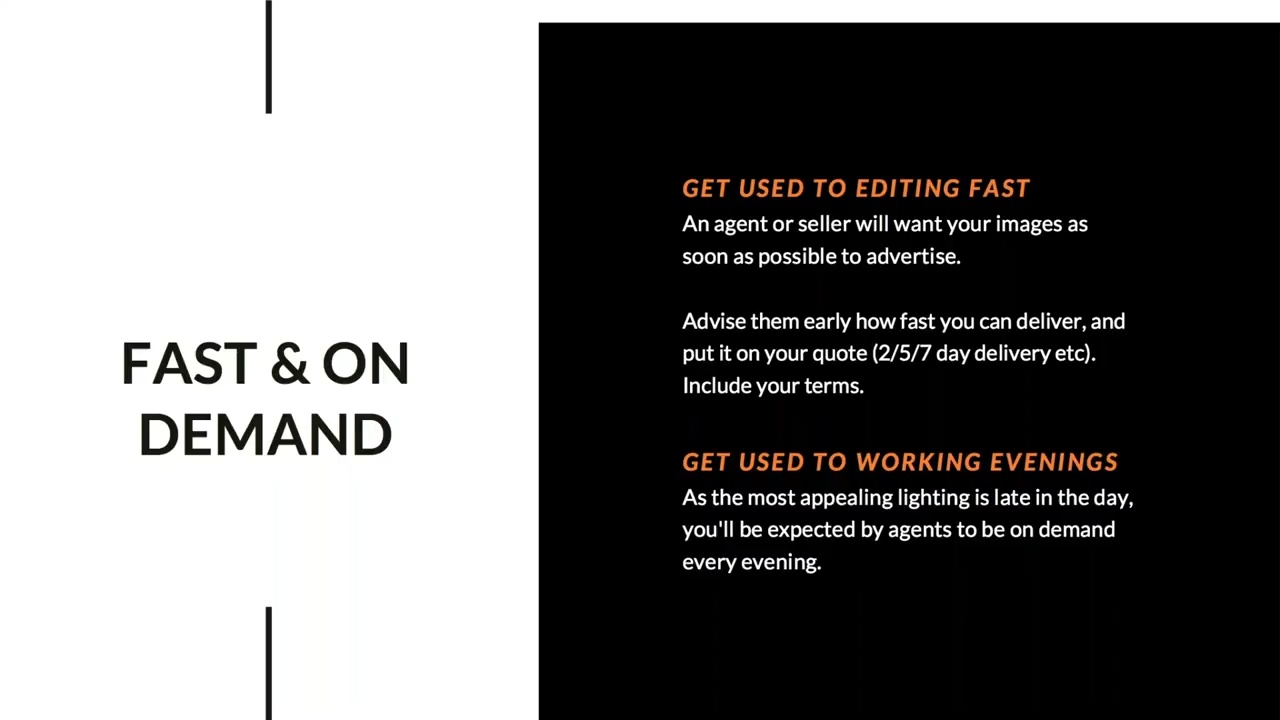 FAST & ON
DEMAND
GET USED TO EDITING FAST
An agent or seller will want your images as
soon as possible to advertise.
Advise them early how fast you can deliver, and
put it on your quote (2/5/7 day delivery etc).
Include your terms.
GET USED TO WORKING EVENINGS
As the most appealing lighting is late in the day,
you'll be expected by agents to be on demand
every evening.